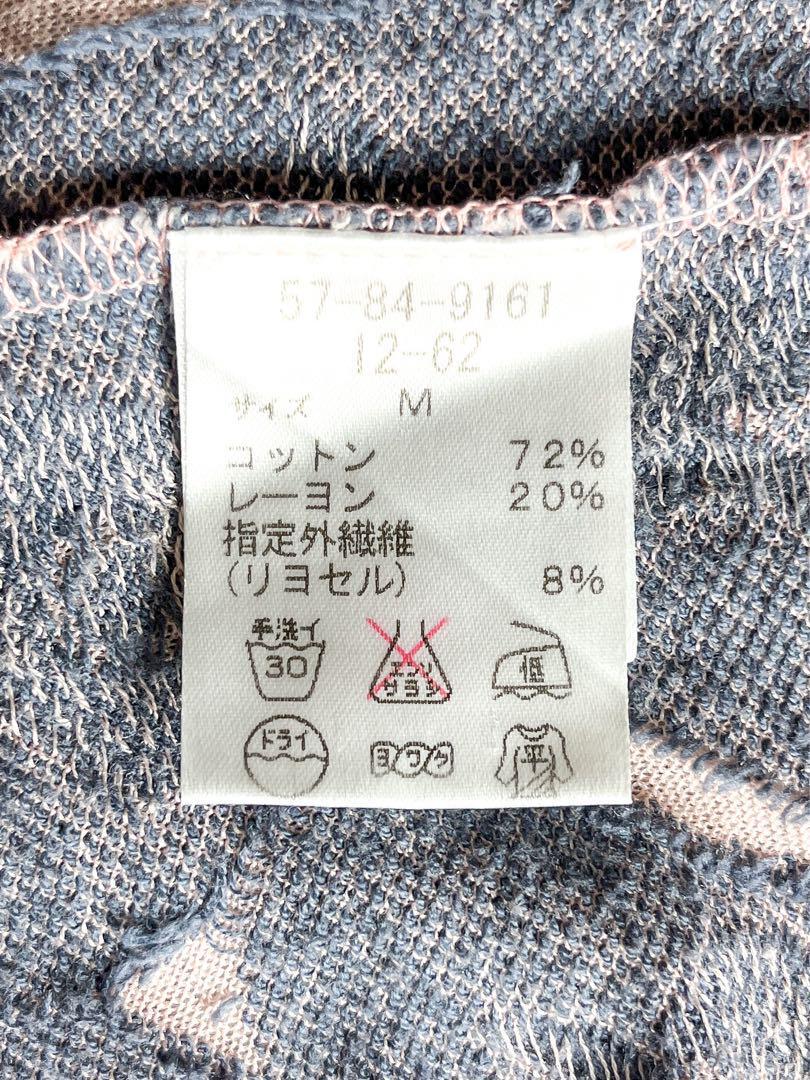 57-84-9161
12-62
サイズ M
コットン 72%
レーヨン 20%
指定外繊維
(リヨセル) 8%
手洗イ
30
エンソ
サラシ
低
ドライ
ヨワク
平